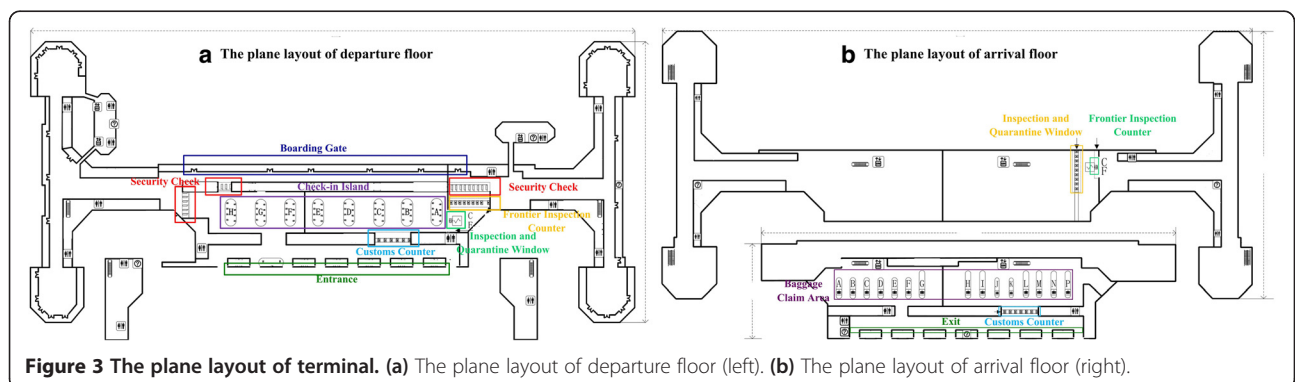 a The plane layout of departure floor
Boarding Gate
Security Check
Check-in Island
Security Check
H G F E D C B A
Frontier Inspection
Counter
C
F
Inspection and
Quarantine Window
Customs Counter
Entrance
b The plane layout of arrival floor
Inspection and
Quarantine Window
Frontier Inspection
Counter
C
F
Baggage
Claim Area
A B C D E F G H I J K L M N P
Exit
Customs Counter
Figure 3 The plane layout of terminal. (a) The plane layout of departure floor (left). (b) The plane layout of arrival floor (right).